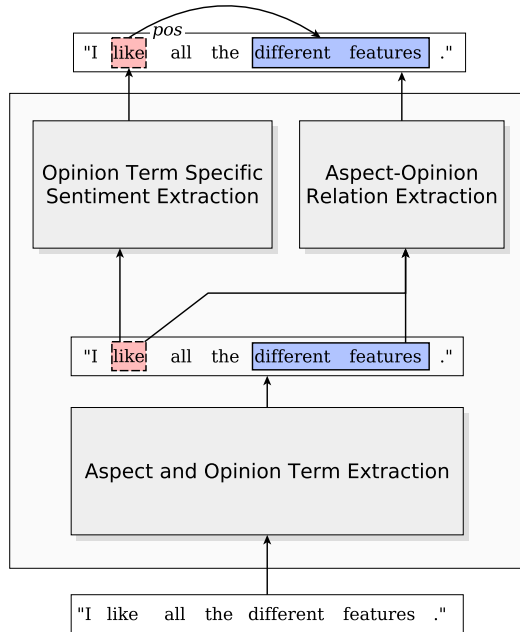 pos
"I like all the different features ."
Opinion Term Specific
Sentiment Extraction
Aspect-Opinion
Relation Extraction
"I like all the different features ."
Aspect and Opinion Term Extraction
"I like all the different features ."